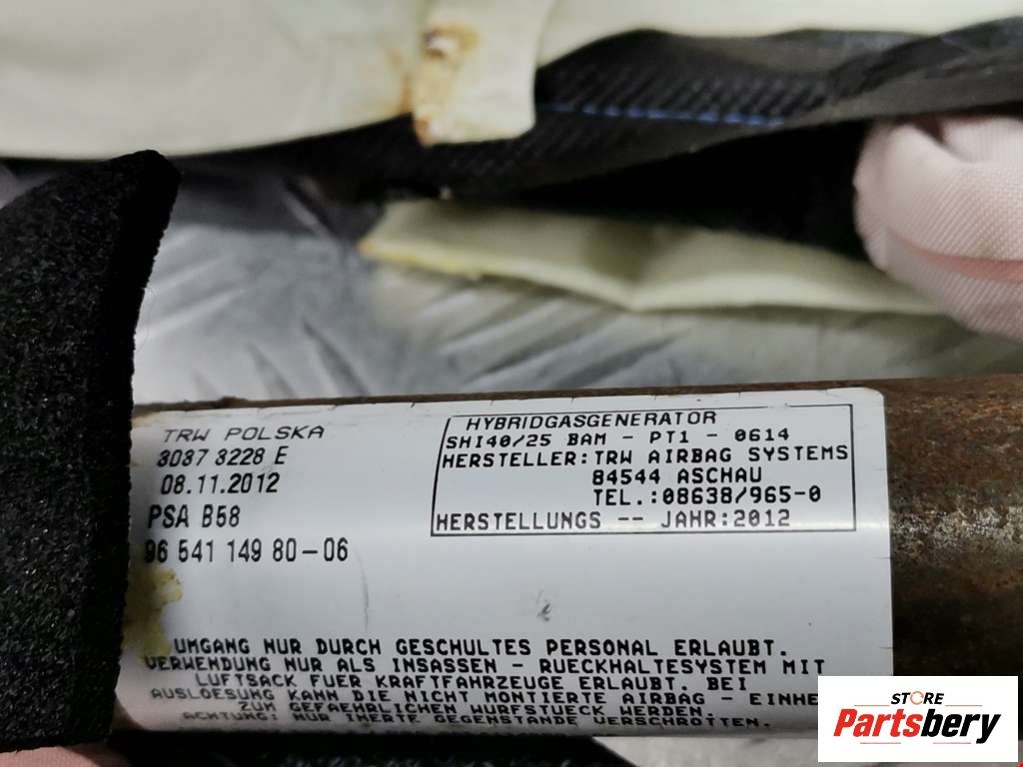 TRW POLSKA
3037 3228 E
08.11.2012
PSA B58
96 541 149 80-06
HYBRIDGASGENERATOR
SHI40/25 BAM - PT1 - 0614
HERSTELLER: TRW AIRBAG SYSTEMS
84544 ASCHAU
TEL.:08638/965-0
HERSTELLUNGS -- JAHR:2012
UMGANG NUR DURCH GESCHULTES PERSONAL ERLAUBT.
VERWENDUNG NUR ALS INSASSEN - RUECKHALTESYSTEM MIT
LUFTSACK FUER KRAFTFAHRZEUGE ERLAUBT. BEI
AUSLOESUNG KANN DIE NICHT MONTIERTE AIRBAG - EINHE
ZUM GEFAEHRLICHEN WURFSTUECK WERDEN
ACHTUNG: NUR INERTE GEGENSTANDE VERSCHROTTEN.
STORE
Partsbery